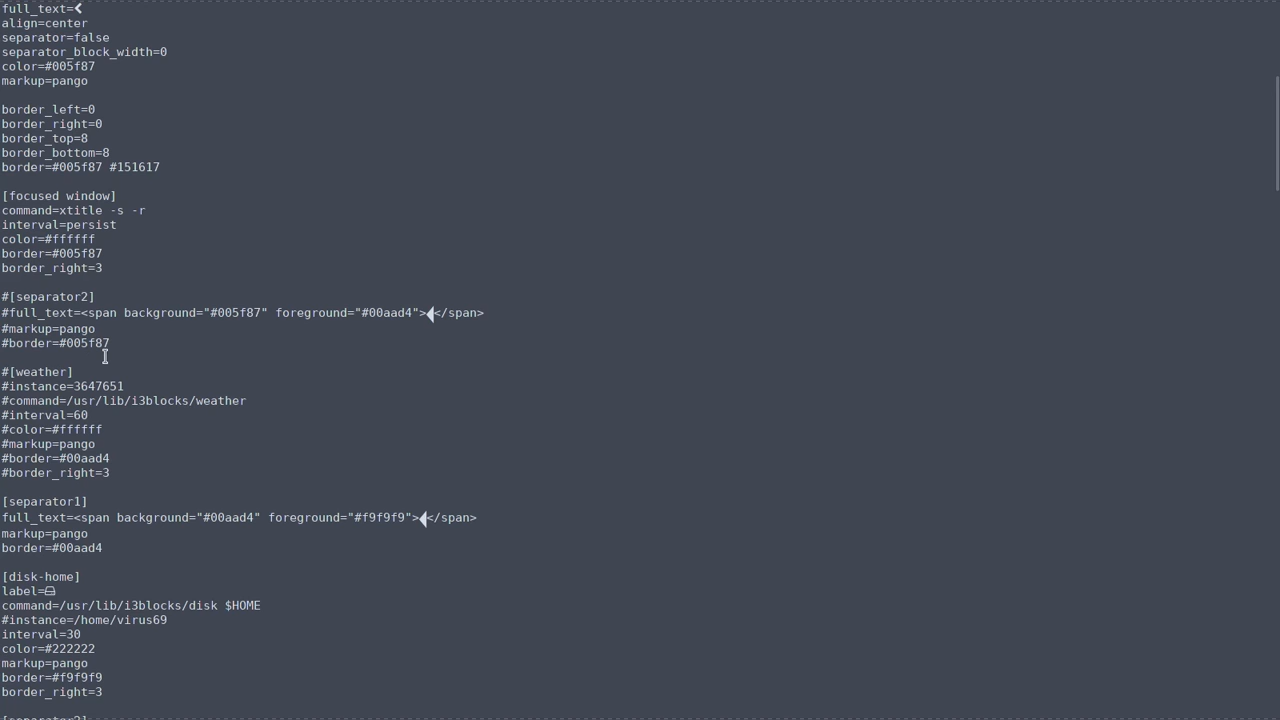 full_text=
align=center
separator=false
separator_block_width=0
color=#005f87
markup=pango

border_left=0
border_right=0
border_top=8
border_bottom=8
border=#005f87 #151617

[focused window]
command=xtitle -s -r
interval=persist
color=#ffffff
border=#005f87
border_right=3

#[separator2]
#full_text=<span background="#005f87" foreground="#00aad4"></span>
#markup=pango
#border=#005f87

#[weather]
#instance=3647651
#command=/usr/lib/i3blocks/weather
#interval=60
#color=#ffffff
#markup=pango
#border=#00aad4
#border_right=3

[separator1]
full_text=<span background="#00aad4" foreground="#f9f9f9"></span>
markup=pango
border=#00aad4

[disk-home]
label=
command=/usr/lib/i3blocks/disk $HOME
#instance=/home/virus69
interval=30
color=#222222
markup=pango
border=#f9f9f9
border_right=3